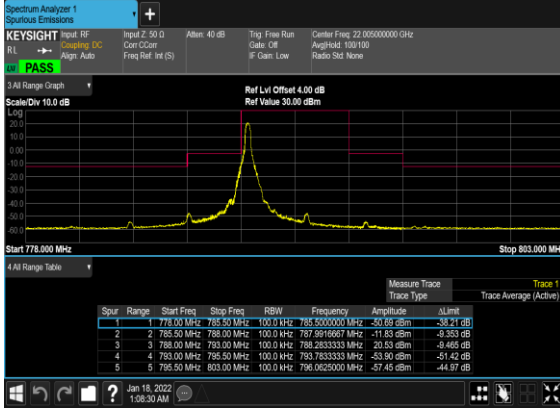 Spectrum Analyzer 1
Spurious Emissions
+
KEYSIGHT Input: RF Input Z: 50 Ω Atten: 40 dB Trig: Free Run Center Freq: 22.005000000 GHz
RL Coupling: DC Corr CCorr Gate: Off Avg|Hold: 100/100
Align: Auto Freq Ref: Int (S) IF Gain: Low Radio Std: None
LXI PASS
3 All Range Graph
Ref Lvl Offset 4.00 dB
Scale/Div 10.0 dB Ref Value 30.00 dBm
Log
20.0
10.0
0.00
-10.0
-20.0
-30.0
-40.0
-50.0
-60.0
Start 778.000 MHz Stop 803.000 MH
4 All Range Table
Measure Trace Trace 1
Trace Type Trace Average (Active)
Spur Range Start Freq Stop Freq RBW Frequency Amplitude ΔLimit
1 1 778.00 MHz 785.50 MHz 100.0 kHz 785.5000000 MHz -50.69 dBm -38.21 dB
2 2 785.50 MHz 788.00 MHz 100.0 kHz 787.9916667 MHz -11.83 dBm -9.353 dB
3 3 788.00 MHz 793.00 MHz 100.0 kHz 788.2833333 MHz 20.53 dBm -9.465 dB
4 4 793.00 MHz 795.50 MHz 100.0 kHz 793.7833333 MHz -53.90 dBm -51.42 dB
5 5 795.50 MHz 803.00 MHz 100.0 kHz 796.0625000 MHz -57.45 dBm -44.97 dB
? Jan 18, 2022
1:08:30 AM